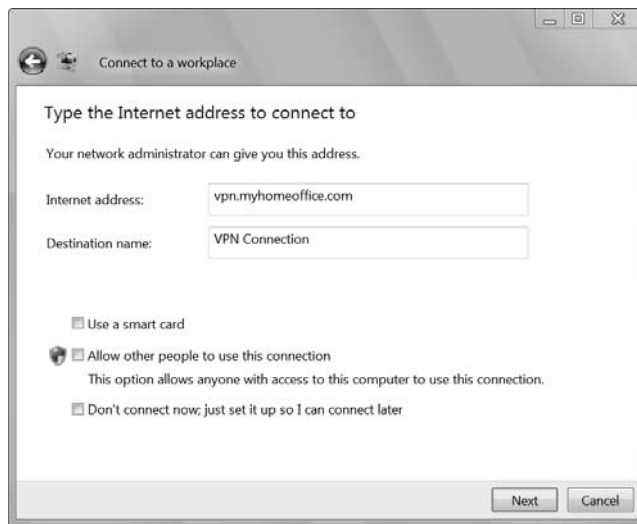 Connect to a workplace
Type the Internet address to connect to
Your network administrator can give you this address.
Internet address: vpn.myhomeoffice.com
Destination name: VPN Connection
Use a smart card
Allow other people to use this connection
This option allows anyone with access to this computer to use this connection.
Don't connect now; just set it up so I can connect later
Next Cancel